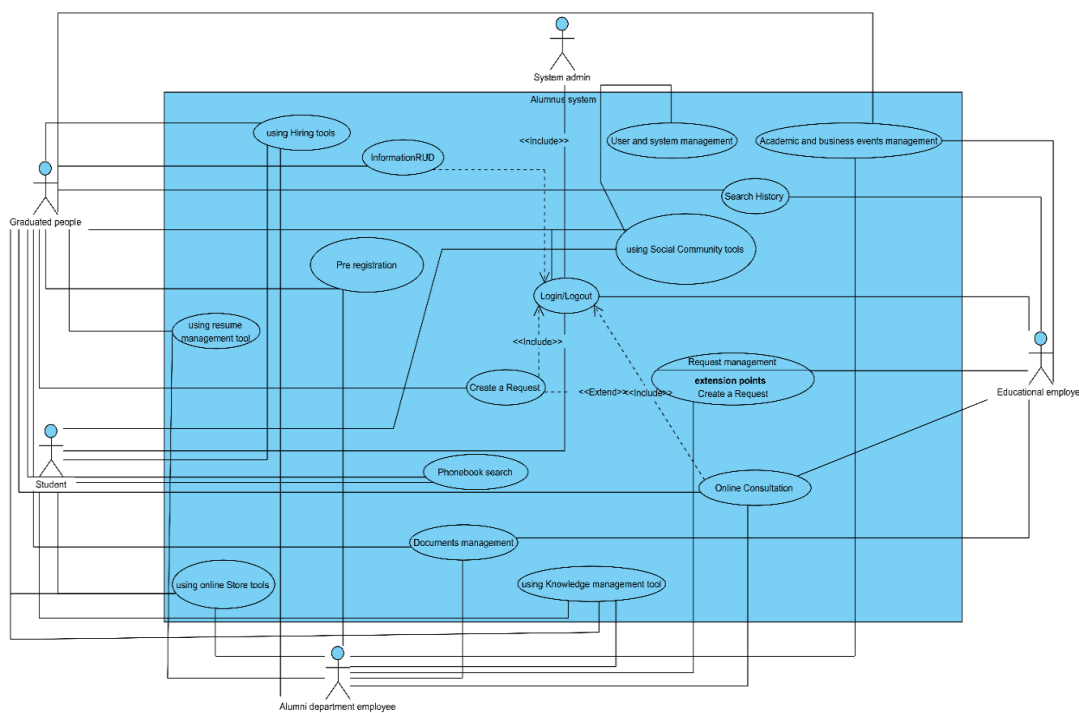 System admin
Alumnus system
using Hiring tools
<<Include>>
User and system management
Academic and business events management
InformationRUD
Search History
Graduated people
using Social Community tools
Pre registration
Login/Logout
using resume
management tool
<<Include>>
Request management
extension points
Create a Request
Create a Request
<<Extend>>
<<Include>>
Educational employe
Student
Phonebook search
Online Consultation
Documents management
using online Store tools
using Knowledge management tool
Alumni department employee